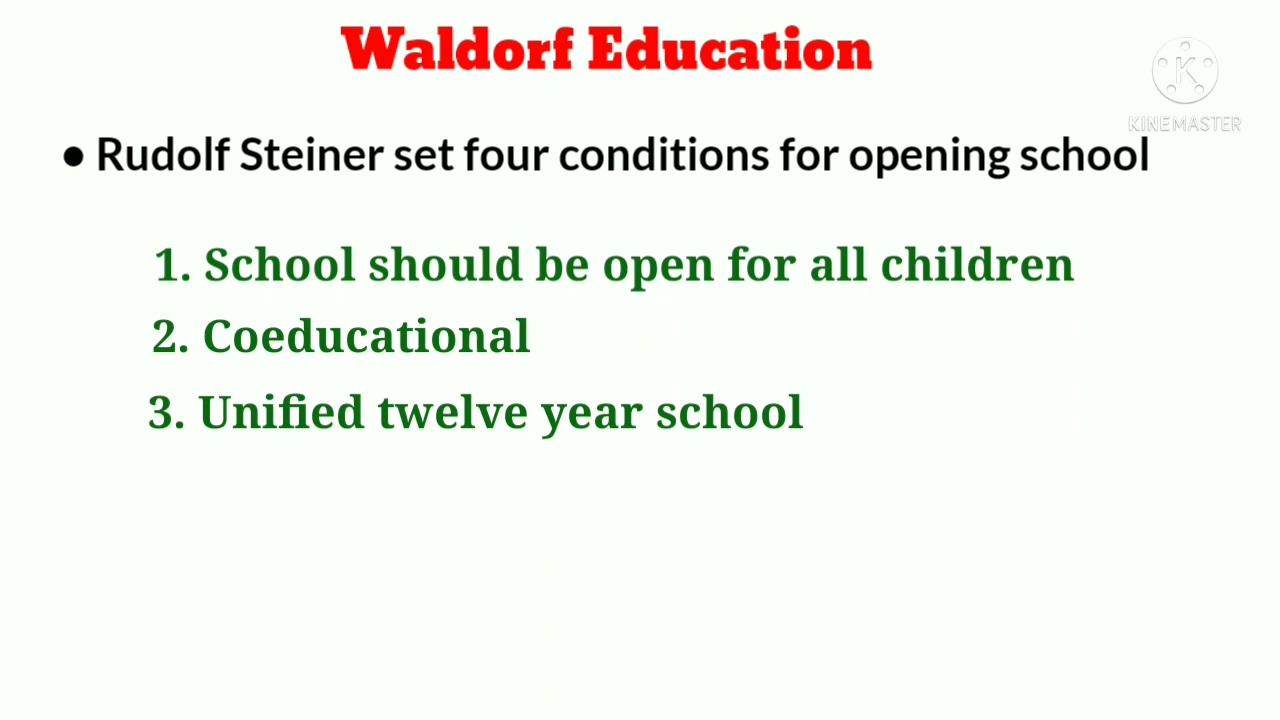 Waldorf Education
K
KINEMASTER
• Rudolf Steiner set four conditions for opening school
1. School should be open for all children
2. Coeducational
3. Unified twelve year school